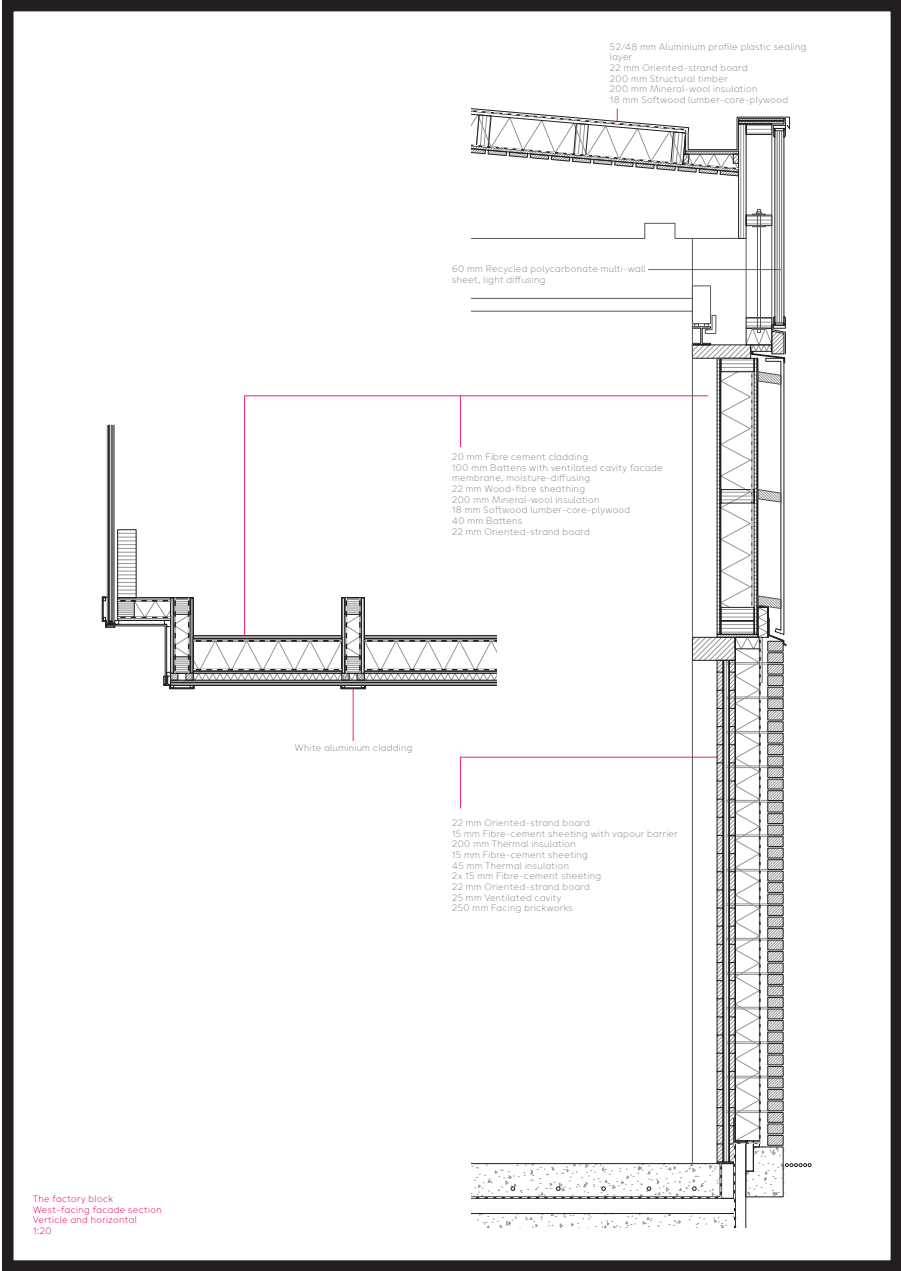 52/48 mm Aluminium profile plastic sealing
layer
22 mm Oriented-strand board
200 mm Structural timber
200 mm Mineral-wool insulation
18 mm Softwood lumber-core-plywood
60 mm Recycled polycarbonate multi-wall
sheet, light diffusing
20 mm Fibre cement cladding
100 mm Battens with ventilated cavity facade
membrane, moisture-diffusing
22 mm Wood-fibre sheathing
200 mm Mineral-wool insulation
18 mm Softwood lumber-core-plywood
40 mm Battens
22 mm Oriented-strand board
White aluminium cladding
22 mm Oriented-strand board
15 mm Fibre-cement sheeting with vapour barrier
200 mm Thermal insulation
15 mm Fibre-cement sheeting
45 mm Thermal insulation
2x 15 mm Fibre-cement sheeting
22 mm Oriented-strand board
25 mm Ventilated cavity
250 mm Facing brickworks
The factory block
West-facing facade section
Verticle and horizontal
1:20